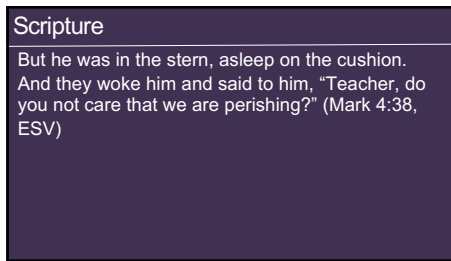 Scripture
But he was in the stern, asleep on the cushion.
And they woke him and said to him, “Teacher, do
you not care that we are perishing?” (Mark 4:38,
ESV)